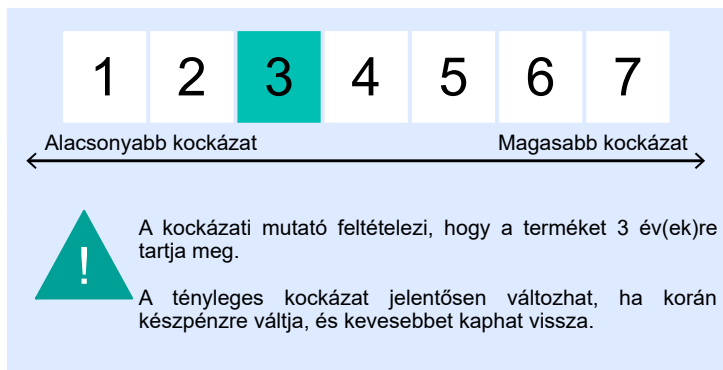 1 2 3 4 5 6 7
Alacsonyabb kockázat Magasabb kockázat
!
A kockázati mutató feltételezi, hogy a terméket 3 év(ek)re
tartja meg.
A tényleges kockázat jelentősen változhat, ha korán
készpénzre váltja, és kevesebbet kaphat vissza.